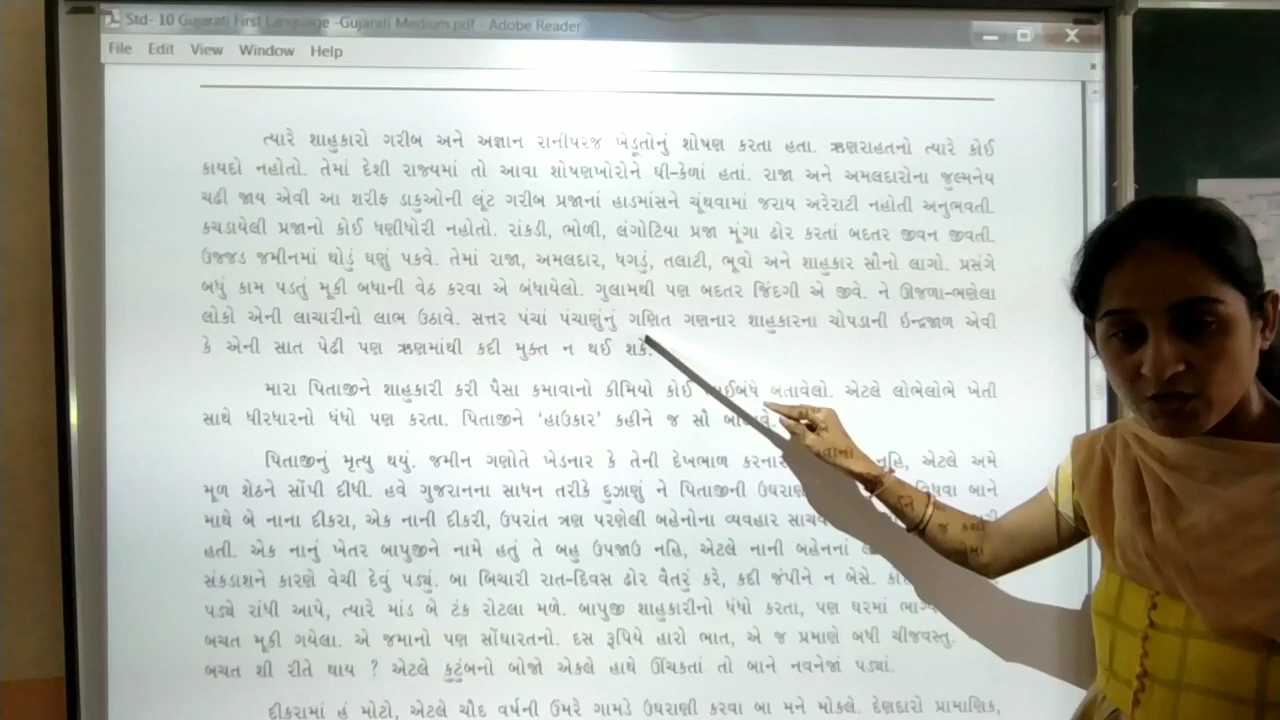 Std- 10 Gujarati First Language -Gujarati Medium.pdf - Adobe Reader
File Edit View Window Help
ત્યારે શાહુકારો ગરીબ અને અજ્ઞાન રાનીપરજ ખેડૂતોનું શોષણ કરતા હતા. ઋણરાહતનો ત્યારે કોઈ
કાયદો નહોતો. તેમાં દેશી રાજ્યમાં તો આવા શોષણખોરોને ઘી-કેળાં હતાં. રાજા અને અમલદારોના જુલ્મનેય
ચઢી જાય એવી આ શરીફ ડાકુઓની લૂંટ ગરીબ પ્રજાનાં હાડમાંસને ચૂંથવામાં જરાય અરેરાટી નહોતી અનુભવતી.
કચડાયેલી પ્રજાનો કોઈ ધણીધોરી નહોતો. રાંકડી, ભોળી, લંગોટિયા પ્રજા મૂંગા ઢોર કરતાં બદતર જીવન જીવતી.
ઉજ્જડ જમીનમાં થોડું ઘણું પકવે. તેમાં રાજા, અમલદાર, ધગડું, તલાટી, ભૂવો અને શાહુકાર સૌનો લાગો. પ્રસંગે
બધું કામ પડતું મૂકી બધાની વેઠ કરવા એ બંધાયેલો. ગુલામથી પણ બદતર જિંદગી એ જીવે. ને ઊજળા-ભણેલા
લોકો એની લાચારીનો લાભ ઉઠાવે. સત્તર પંચાં પંચાણુંનું ગણિત ગણનાર શાહુકારના ચોપડાની ઇન્દ્રજાળ એવી
કે એની સાત પેઢી પણ ઋણમાંથી કદી મુક્ત ન થઈ શકે.
મારા પિતાજીને શાહુકારી કરી પૈસા કમાવાનો કીમિયો કોઈ બતાવેલો. એટલે લોભેલોભે ખેતી
સાથે ધીરધારનો ધંધો પણ કરતા. પિતાજીને ‘હાઉકાર’ કહીને જ સૌ
પિતાજીનું મૃત્યુ થયું. જમીન ગણોતે ખેડનાર કે તેની દેખભાળ નહિ, એટલે અમે
મૂળ શેઠને સોંપી દીધી. હવે ગુજરાનના સાધન તરીકે દુઝાણું ને પિતાજીની વિધવા બાને
માથે બે નાના દીકરા, એક નાની દીકરી, ઉપરાંત ત્રણ પરણેલી બહેનોના વ્યવહાર
હતી. એક નાનું ખેતર બાપુજીને નામે હતું તે બહુ ઉપજાઉ નહિ, એટલે નાની બહેનનાં
સંકડાશને કારણે વેચી દેવું પડ્યું. બા બિચારી રાત-દિવસ ઢોર વૈતરું કરે, કદી જંપીને ન બેસે.
પડ્યે રાંધી આપે, ત્યારે માંડ બે ટંક રોટલા મળે. બાપુજી શાહુકારીનો ધંધો કરતા, પણ ઘરમાં
બચત મૂકી ગયેલા. એ જમાનો પણ સોંઘારતનો. દસ રૂપિયે હારો ભાત, એ જ પ્રમાણે બધી ચીજવસ્તુ.
બચત શી રીતે થાય ? એટલે કુટુંબનો બોજો એકલે હાથે ઊંચકતાં તો બાને નવનેજાં પડ્યાં.
દીકરામાં હું મોટો, એટલે ચૌદ વર્ષની ઉંમરે ગામડે ઉઘરાણી કરવા બા મને મોકલે. દેણદારો પ્રામાણિક,